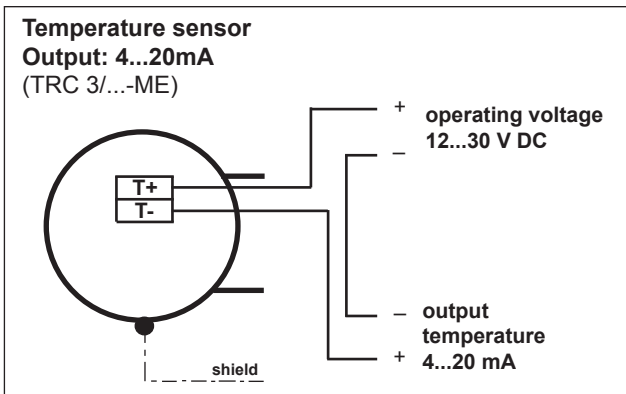 Temperature sensor
Output: 4...20mA
(TRC 3/...-ME)
+
operating voltage
12...30 V DC
–
T+
T-
–
output
temperature
+
4...20 mA
shield